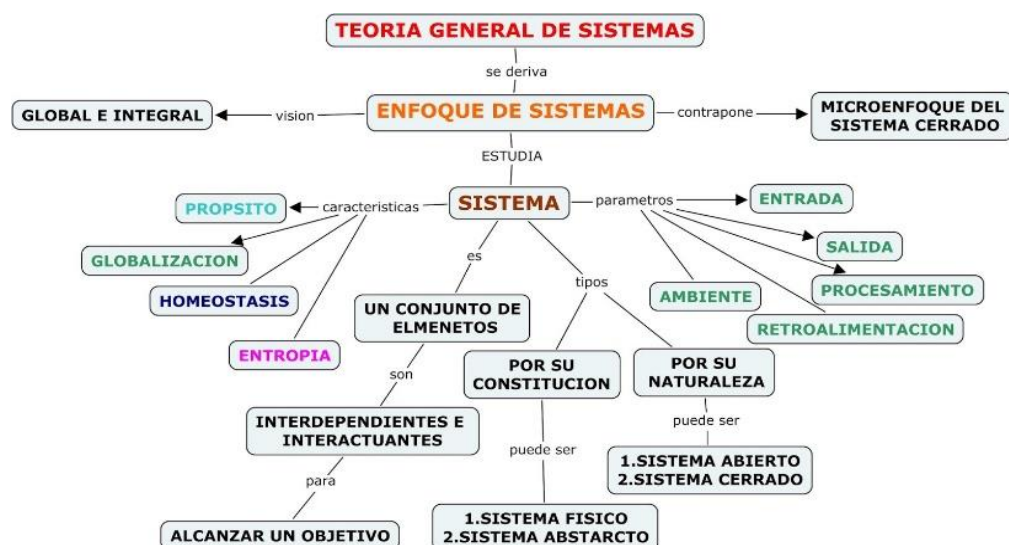 TEORIA GENERAL DE SISTEMAS
se deriva
GLOBAL E INTEGRAL
vision
ENFOQUE DE SISTEMAS
contrapone
MICROENFOQUE DEL
SISTEMA CERRADO
ESTUDIA
PROPSITO
caracteristicas
SISTEMA
parametros
ENTRADA
GLOBALIZACION
SALIDA
HOMEOSTASIS
es
tipos
AMBIENTE
PROCESAMIENTO
RETROALIMENTACION
ENTROPIA
UN CONJUNTO DE
ELMENETOS
POR SU
CONSTITUCION
POR SU
NATURALEZA
son
INTERDEPENDIENTES E
INTERACTUANTES
puede ser
puede ser
1.SISTEMA ABIERTO
2.SISTEMA CERRADO
para
ALCANZAR UN OBJETIVO
1.SISTEMA FISICO
2.SISTEMA ABSTARCTO